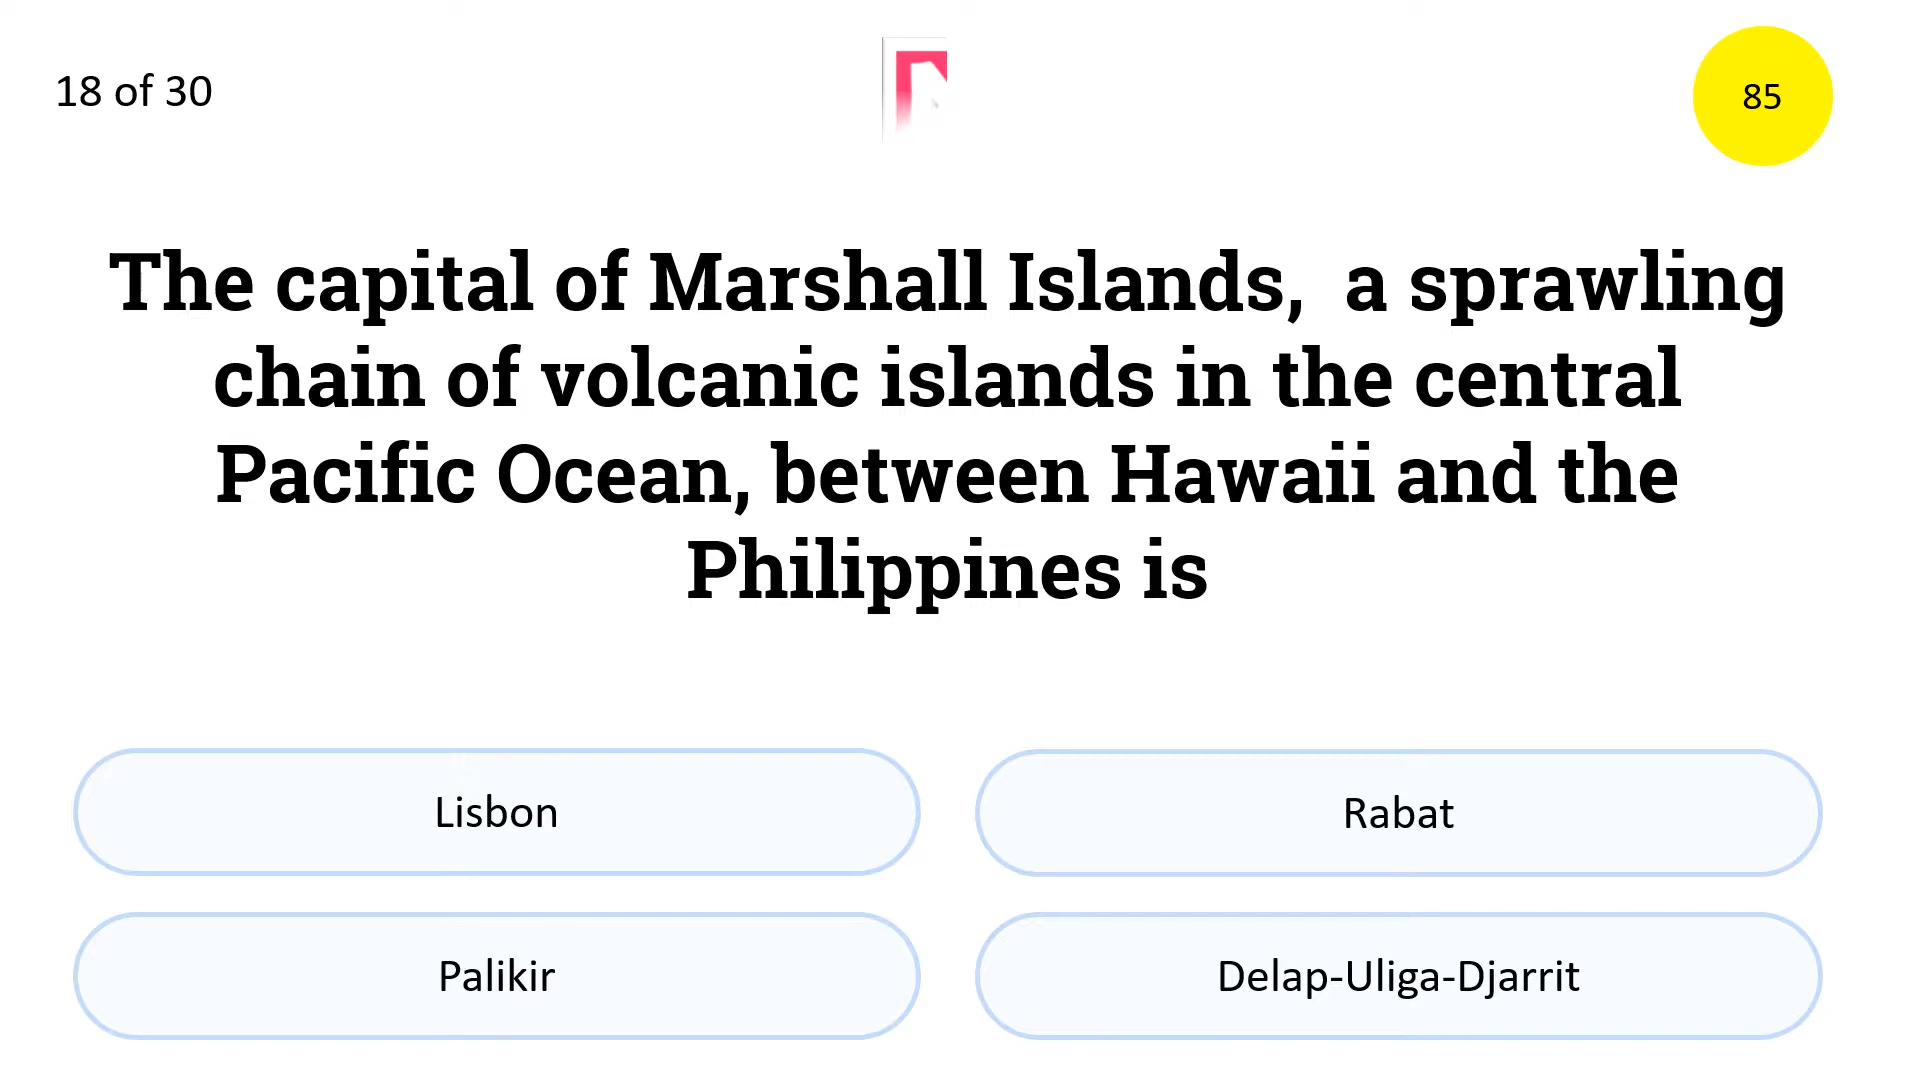 18 of 30
85
The capital of Marshall Islands,  a sprawling
chain of volcanic islands in the central
Pacific Ocean, between Hawaii and the
Philippines is
Lisbon
Rabat
Palikir
Delap-Uliga-Djarrit